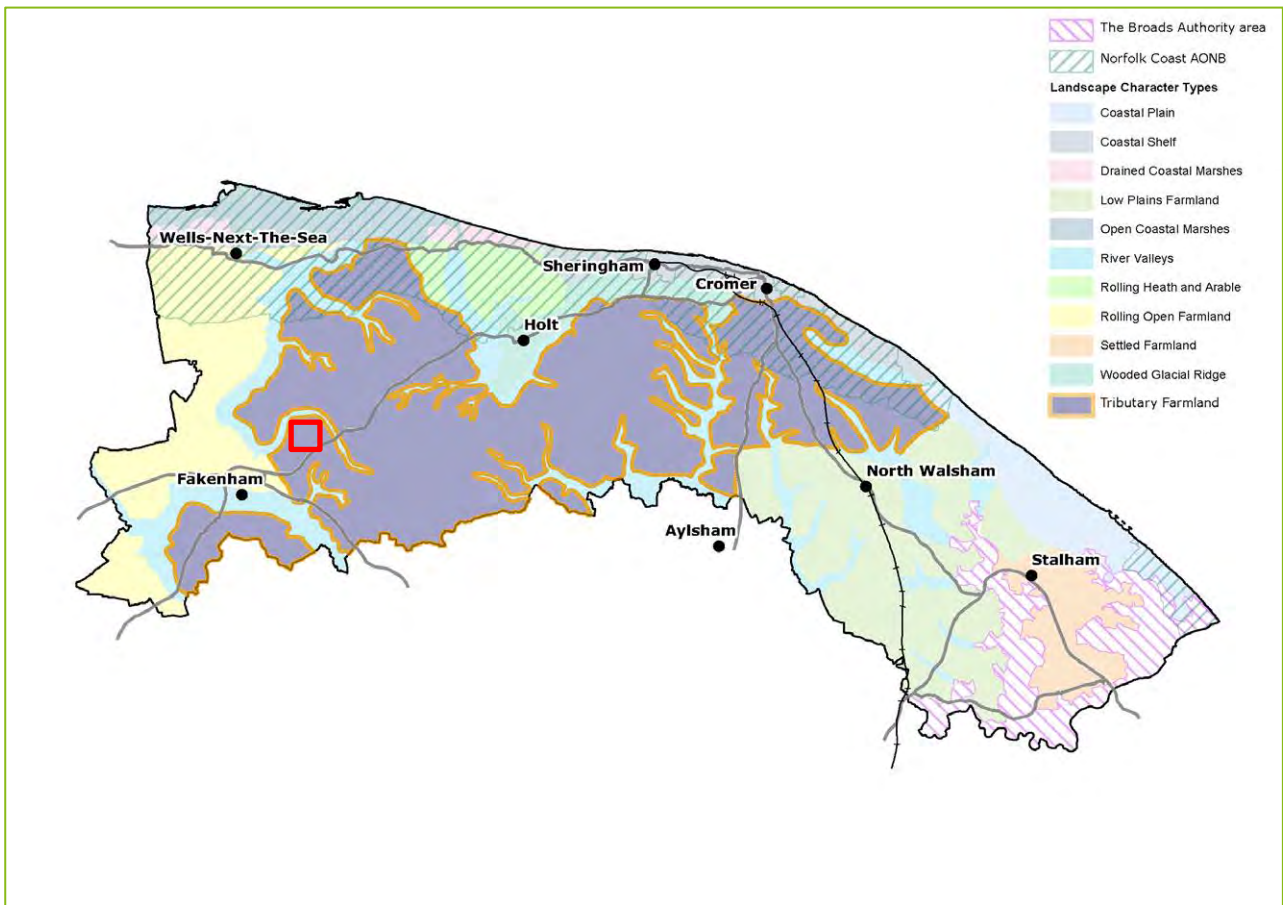 The Broads Authority area
Norfolk Coast AONB
Landscape Character Types
Coastal Plain
Coastal Shelf
Drained Coastal Marshes
Low Plains Farmland
Open Coastal Marshes
River Valleys
Rolling Heath and Arable
Rolling Open Farmland
Settled Farmland
Wooded Glacial Ridge
Tributary Farmland
Wells-Next-The-Sea
Sheringham
Cromer
Holt
Fakenham
North Walsham
Aylsham
Stalham